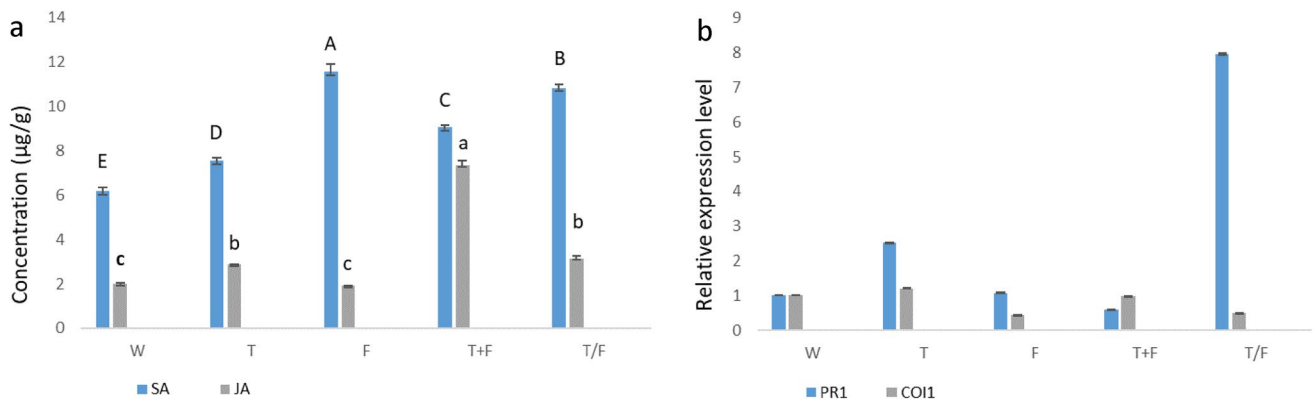 a
Concentration (µg/g)
14
12
10
8
6
4
2
0
E
c
D
b
A
c
C
a
B
b
W T F T+F T/F
SA JA
b
Relative expression level
9
8
7
6
5
4
3
2
1
0
W T F T+F T/F
PR1 COI1